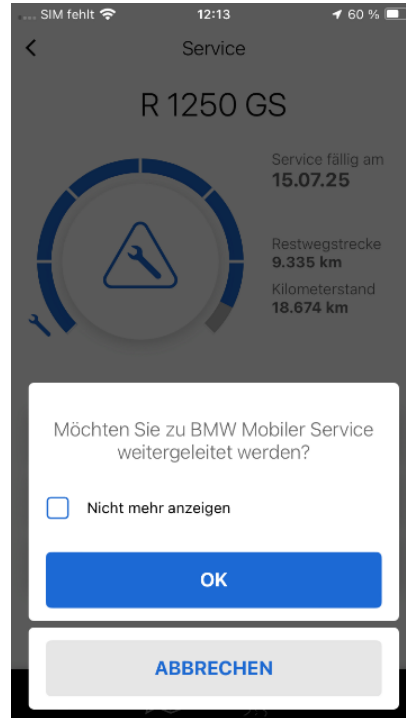 SIM fehlt 12:13 60 %
Service
R 1250 GS
Service fällig am
15.07.25
Restwegstrecke
9.335 km
Kilometerstand
18.674 km
Möchten Sie zu BMW Mobiler Service
weitergeleitet werden?
Nicht mehr anzeigen
OK
ABBRECHEN